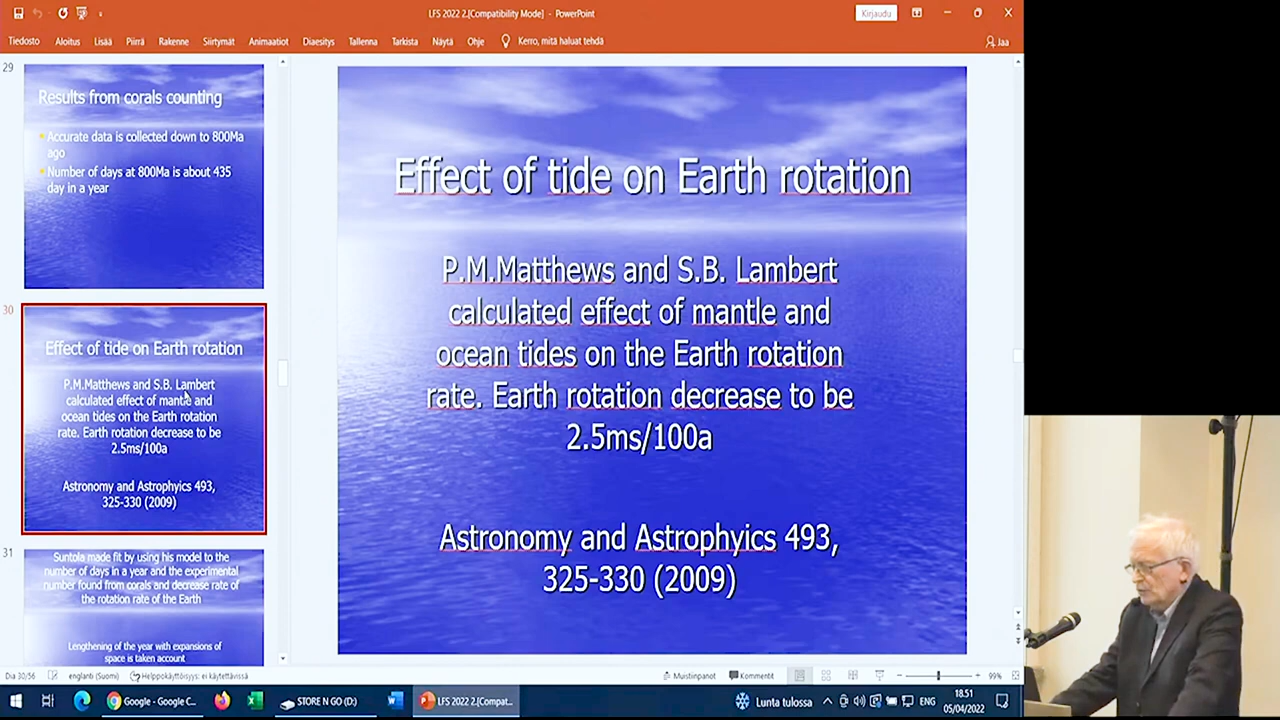 LFS 2022 2.[Compatibility Mode] - PowerPoint
Kirjaudu
Tiedosto Aloitus Lisää Piirrä Rakenne Siirtymät Animaatiot Diaesitys Tallenna Tarkista Näytä Ohje Kerro, mitä haluat tehdä Jaa
29
Results from corals counting
Accurate data is collected down to 800Ma
ago
Number of days at 800Ma is about 435
day in a year
30
Effect of tide on Earth rotation
P.M.Matthews and S.B. Lambert
calculated effect of mantle and
ocean tides on the Earth rotation
rate. Earth rotation decrease to be
2.5ms/100a
Astronomy and Astrophyics 493,
325-330 (2009)
31
Suntola made fit by using his model to the
number of days in a year and the experimental
number found from corals and decrease rate of
the rotation rate of the Earth
Lengthening of the year with expansions of
space is taken account
Effect of tide on Earth rotation
P.M.Matthews and S.B. Lambert
calculated effect of mantle and
ocean tides on the Earth rotation
rate. Earth rotation decrease to be
2.5ms/100a
Astronomy and Astrophyics 493,
325-330 (2009)
Dia 30/56 englanti (Suomi) Helppokäyttöisyys: ei käytettävissä Muistiinpanot Kommentit 99%
Google - Google C... STORE N GO (D:) LFS 2022 2.[Compat... Lunta tulossa ENG
18.51
05/04/2022